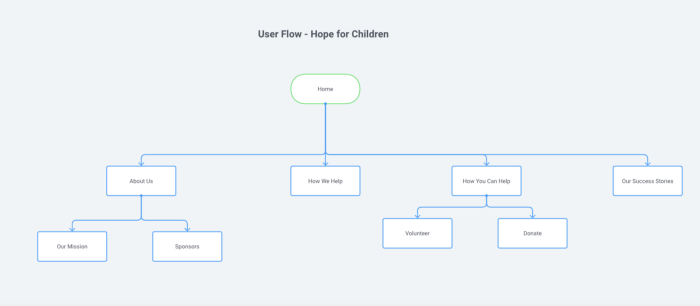 User Flow - Hope for Children
Home
About Us
How We Help
How You Can Help
Our Success Stories
Our Mission
Sponsors
Volunteer
Donate